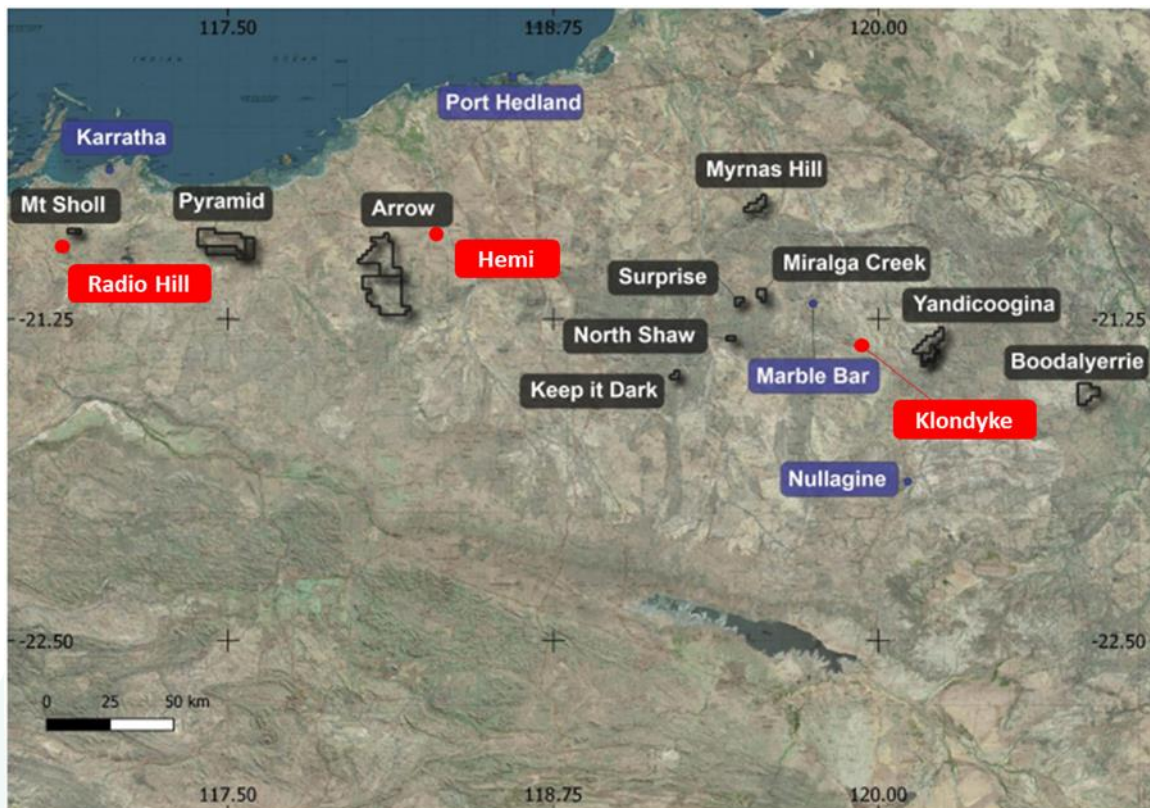 117.50
118.75
120.00
INDIAN OCEAN
Port Hedland
Karratha
Myrnas Hill
Mt Sholl
Pyramid
Arrow
Hemi
Radio Hill
Surprise
Miralga Creek
Yandicoogina
-21.25
-21.25
North Shaw
Marble Bar
Boodalyerrie
Keep it Dark
Klondyke
Nullagine
-22.50
-22.50
0 25 50 km
117.50
118.75
120.00